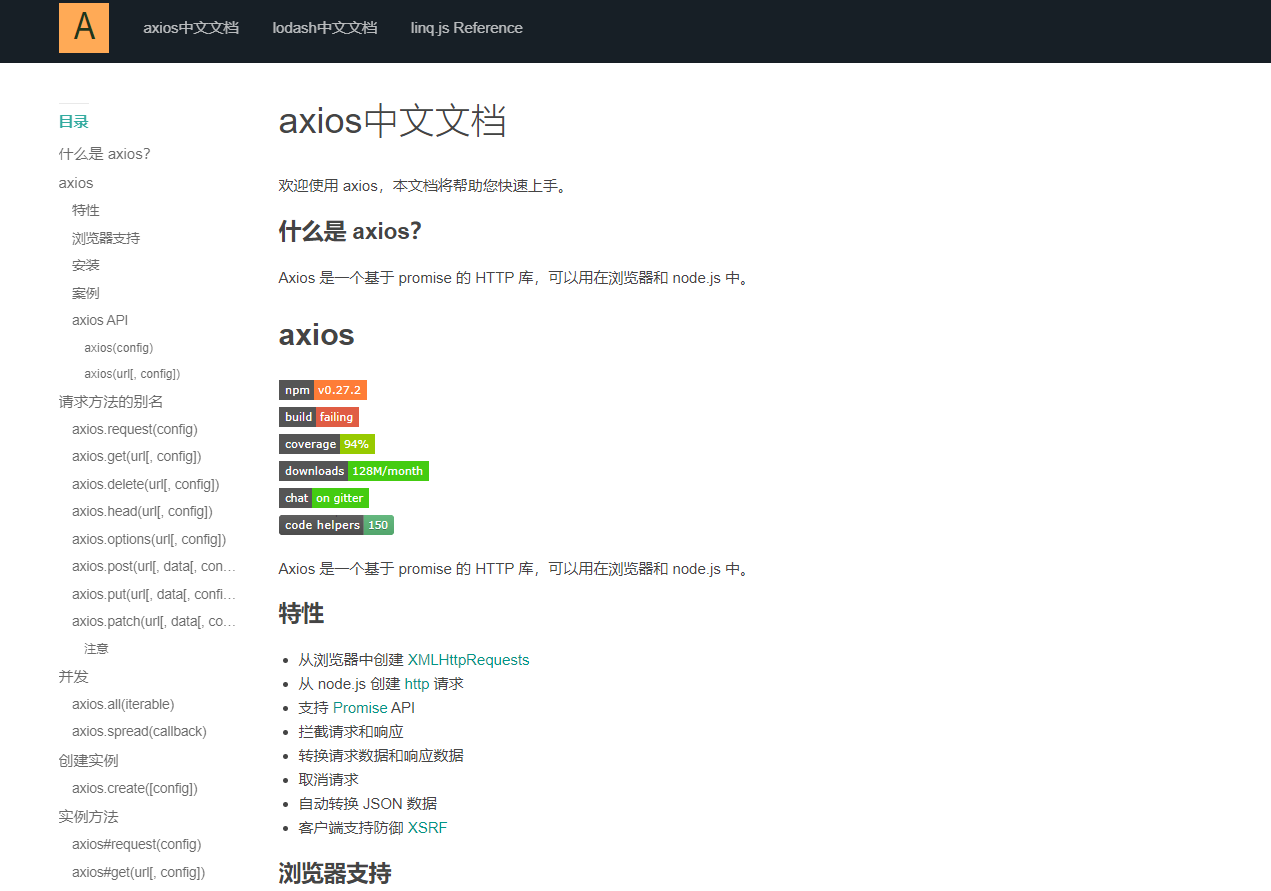 A
axios中文文档
lodash中文文档
linq.js Reference
目录
什么是 axios？
axios
特性
浏览器支持
安装
案例
axios API
axios(config)
axios(url[, config])
请求方法的别名
axios.request(config)
axios.get(url[, config])
axios.delete(url[, config])
axios.head(url[, config])
axios.options(url[, config])
axios.post(url[, data[, con…
axios.put(url[, data[, confi…
axios.patch(url[, data[, co…
注意
并发
axios.all(iterable)
axios.spread(callback)
创建实例
axios.create([config])
实例方法
axios#request(config)
axios#get(url[, config])
axios中文文档
欢迎使用 axios，本文档将帮助您快速上手。
什么是 axios？
Axios 是一个基于 promise 的 HTTP 库，可以用在浏览器和 node.js 中。
axios
npm v0.27.2
build failing
coverage 94%
downloads 128M/month
chat on gitter
code helpers 150
Axios 是一个基于 promise 的 HTTP 库，可以用在浏览器和 node.js 中。
特性
从浏览器中创建 XMLHttpRequests
从 node.js 创建 http 请求
支持 Promise API
拦截请求和响应
转换请求数据和响应数据
取消请求
自动转换 JSON 数据
客户端支持防御 XSRF
浏览器支持